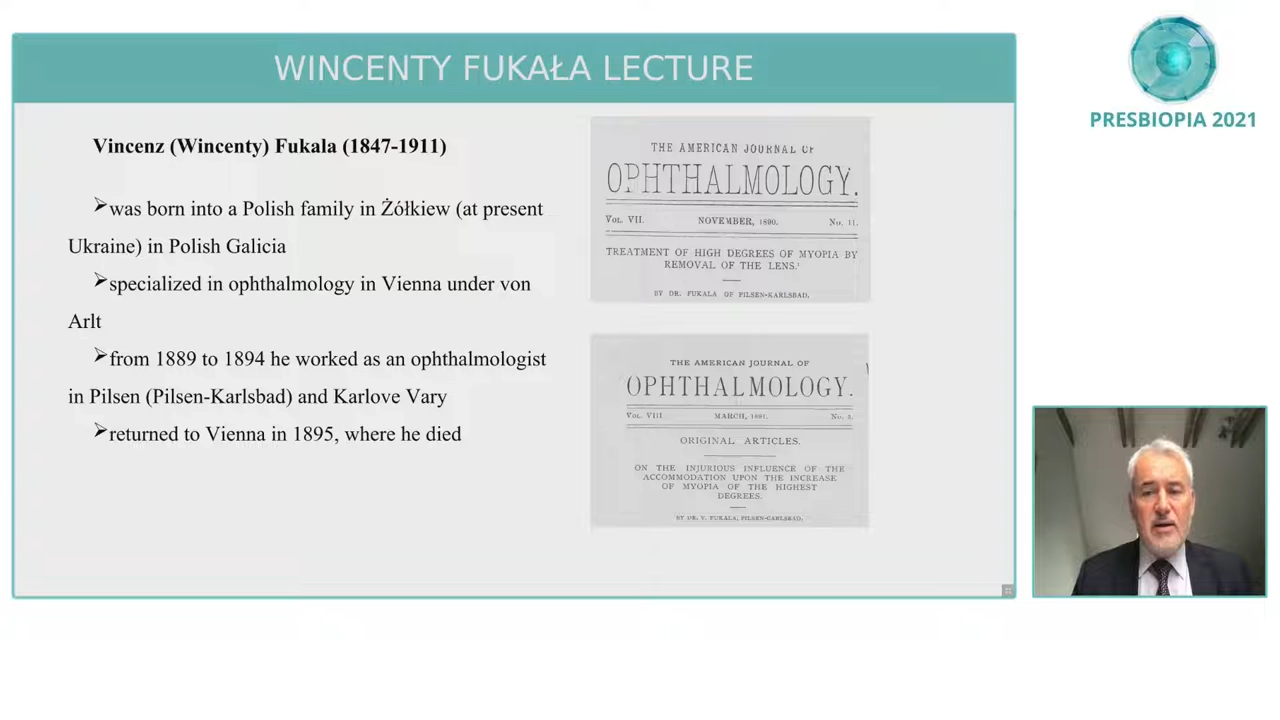 WINCENTY FUKAŁA LECTURE
Vincenz (Wincenty) Fukala (1847-1911)
➢was born into a Polish family in Żółkiew (at present
Ukraine) in Polish Galicia
➢specialized in ophthalmology in Vienna under von
Arlt
➢from 1889 to 1894 he worked as an ophthalmologist
in Pilsen (Pilsen-Karlsbad) and Karlove Vary
➢returned to Vienna in 1895, where he died
THE AMERICAN JOURNAL OF
OPHTHALMOLOGY.
Vol. VII. NOVEMBER, 1890. No. 11.
TREATMENT OF HIGH DEGREES OF MYOPIA BY
REMOVAL OF THE LENS.¹
BY DR. FUKALA OF PILSEN-KARLSBAD.
THE AMERICAN JOURNAL OF
OPHTHALMOLOGY.
Vol. VIII. MARCH, 1891. No. 3.
ORIGINAL ARTICLES.
ON THE INJURIOUS INFLUENCE OF THE
ACCOMMODATION UPON THE INCREASE
OF MYOPIA OF THE HIGHEST
DEGREES.
BY DR. V. FUKALA, PILSEN-CARLSBAD.
PRESBIOPIA 2021